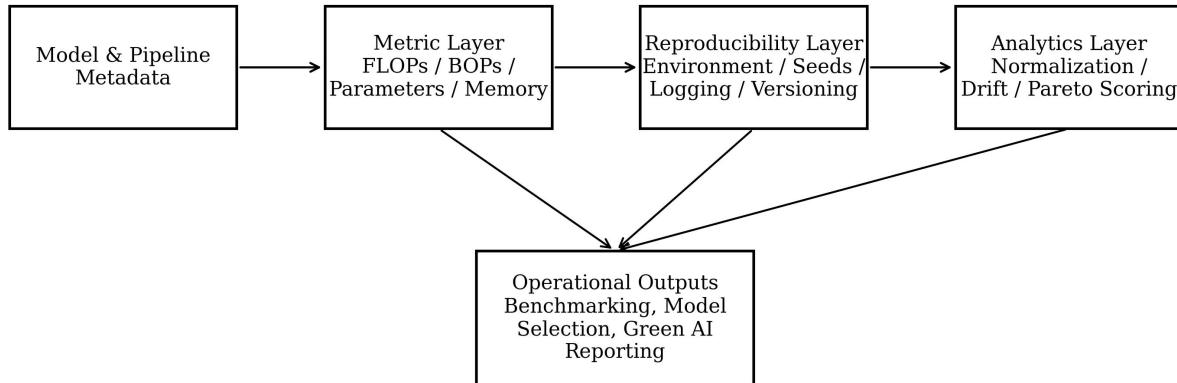 Model & Pipeline
Metadata
Metric Layer
FLOPs / BOPs /
Parameters / Memory
Reproducibility Layer
Environment / Seeds /
Logging / Versioning
Analytics Layer
Normalization /
Drift / Pareto Scoring
Operational Outputs
Benchmarking, Model
Selection, Green AI
Reporting